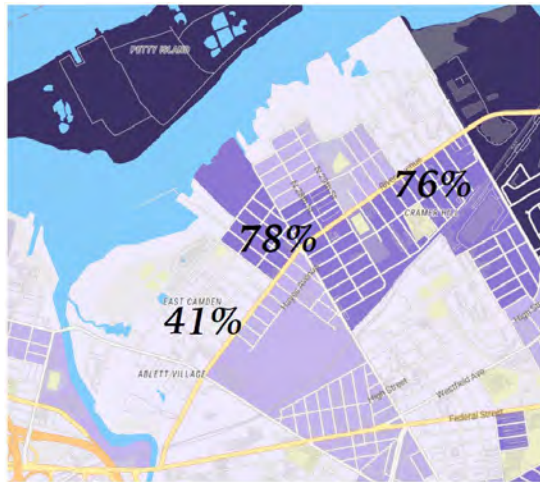 PETTY ISLAND
76%
CRAMER HILL
78%
EAST CAMDEN
41%
ABLETT VILLAGE
High Street
Westfield Ave
Federal Street